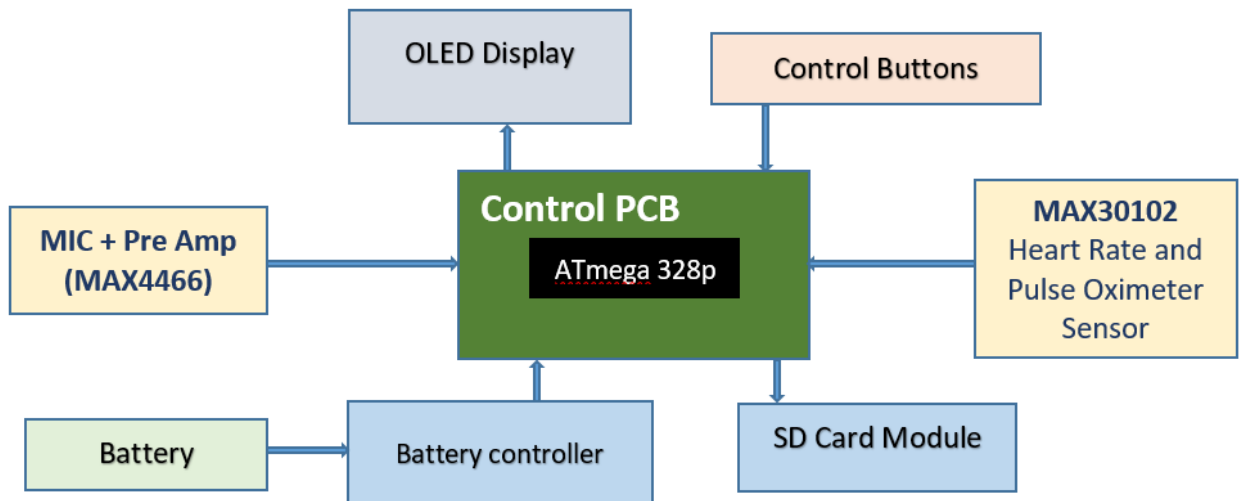 OLED Display
Control Buttons
Control PCB
ATmega 328p
MIC + Pre Amp
(MAX4466)
MAX30102
Heart Rate and
Pulse Oximeter
Sensor
Battery
Battery controller
SD Card Module